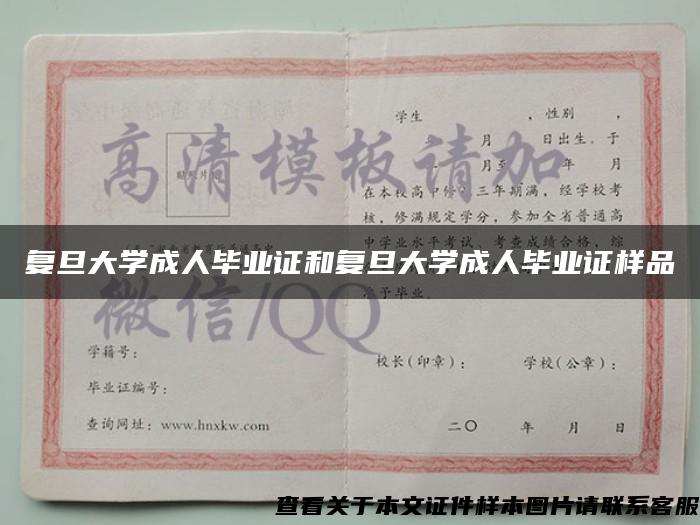 学生 ，性别 ，
月 日出生。于
高清模板请加
贴照片处
月至 年 月
在本校高中修 三年期满，经学校考
核，修满规定学分，参加全省普通高
中学业水平考试、考查成绩合格，综
复旦大学成人毕业证和复旦大学成人毕业证样品
予毕业。
微信/QQ
学籍号：
校长（印章）： 学校（公章）：
毕业证编号：
查询网址：www.hnxkw.com
二〇 年 月 日
查看关于本文证件样本图片请联系客服